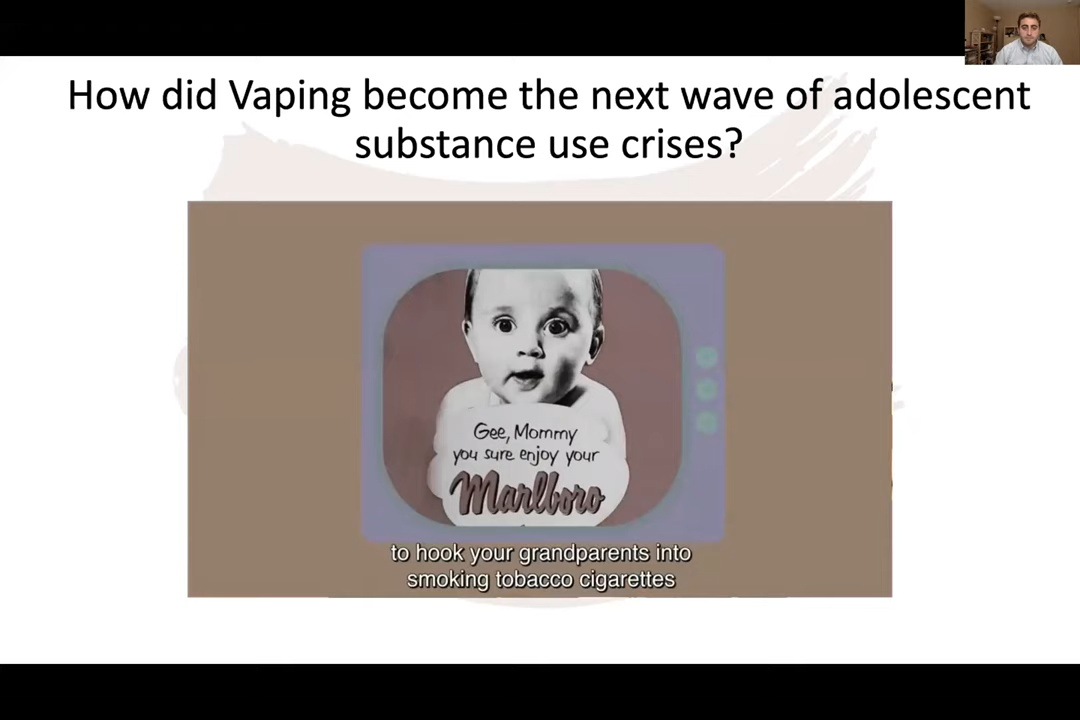 How did Vaping become the next wave of adolescent
substance use crises?
Gee, Mommy
you sure enjoy your
Marlboro
to hook your grandparents into
smoking tobacco cigarettes